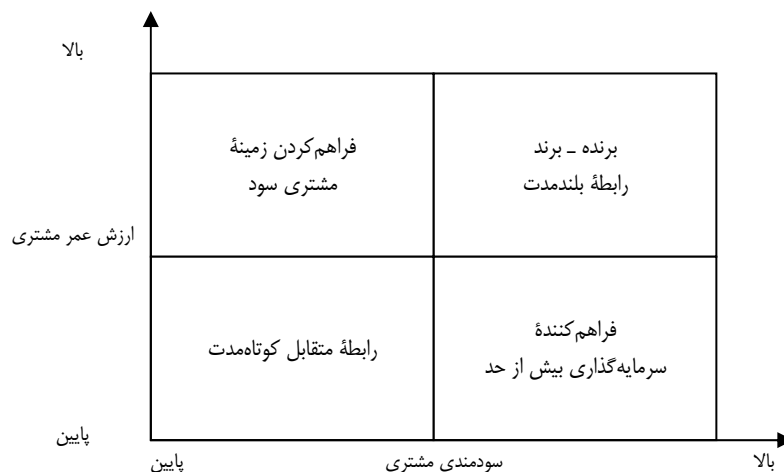 بالا
فراهم‌کردن زمینهٔ
مشتری سود
برنده ـ برند
رابطهٔ بلندمدت
ارزش عمر مشتری
رابطهٔ متقابل کوتاه‌مدت
فراهم‌کنندهٔ
سرمایه‌گذاری بیش از حد
پایین
پایین
سودمندی مشتری
بالا